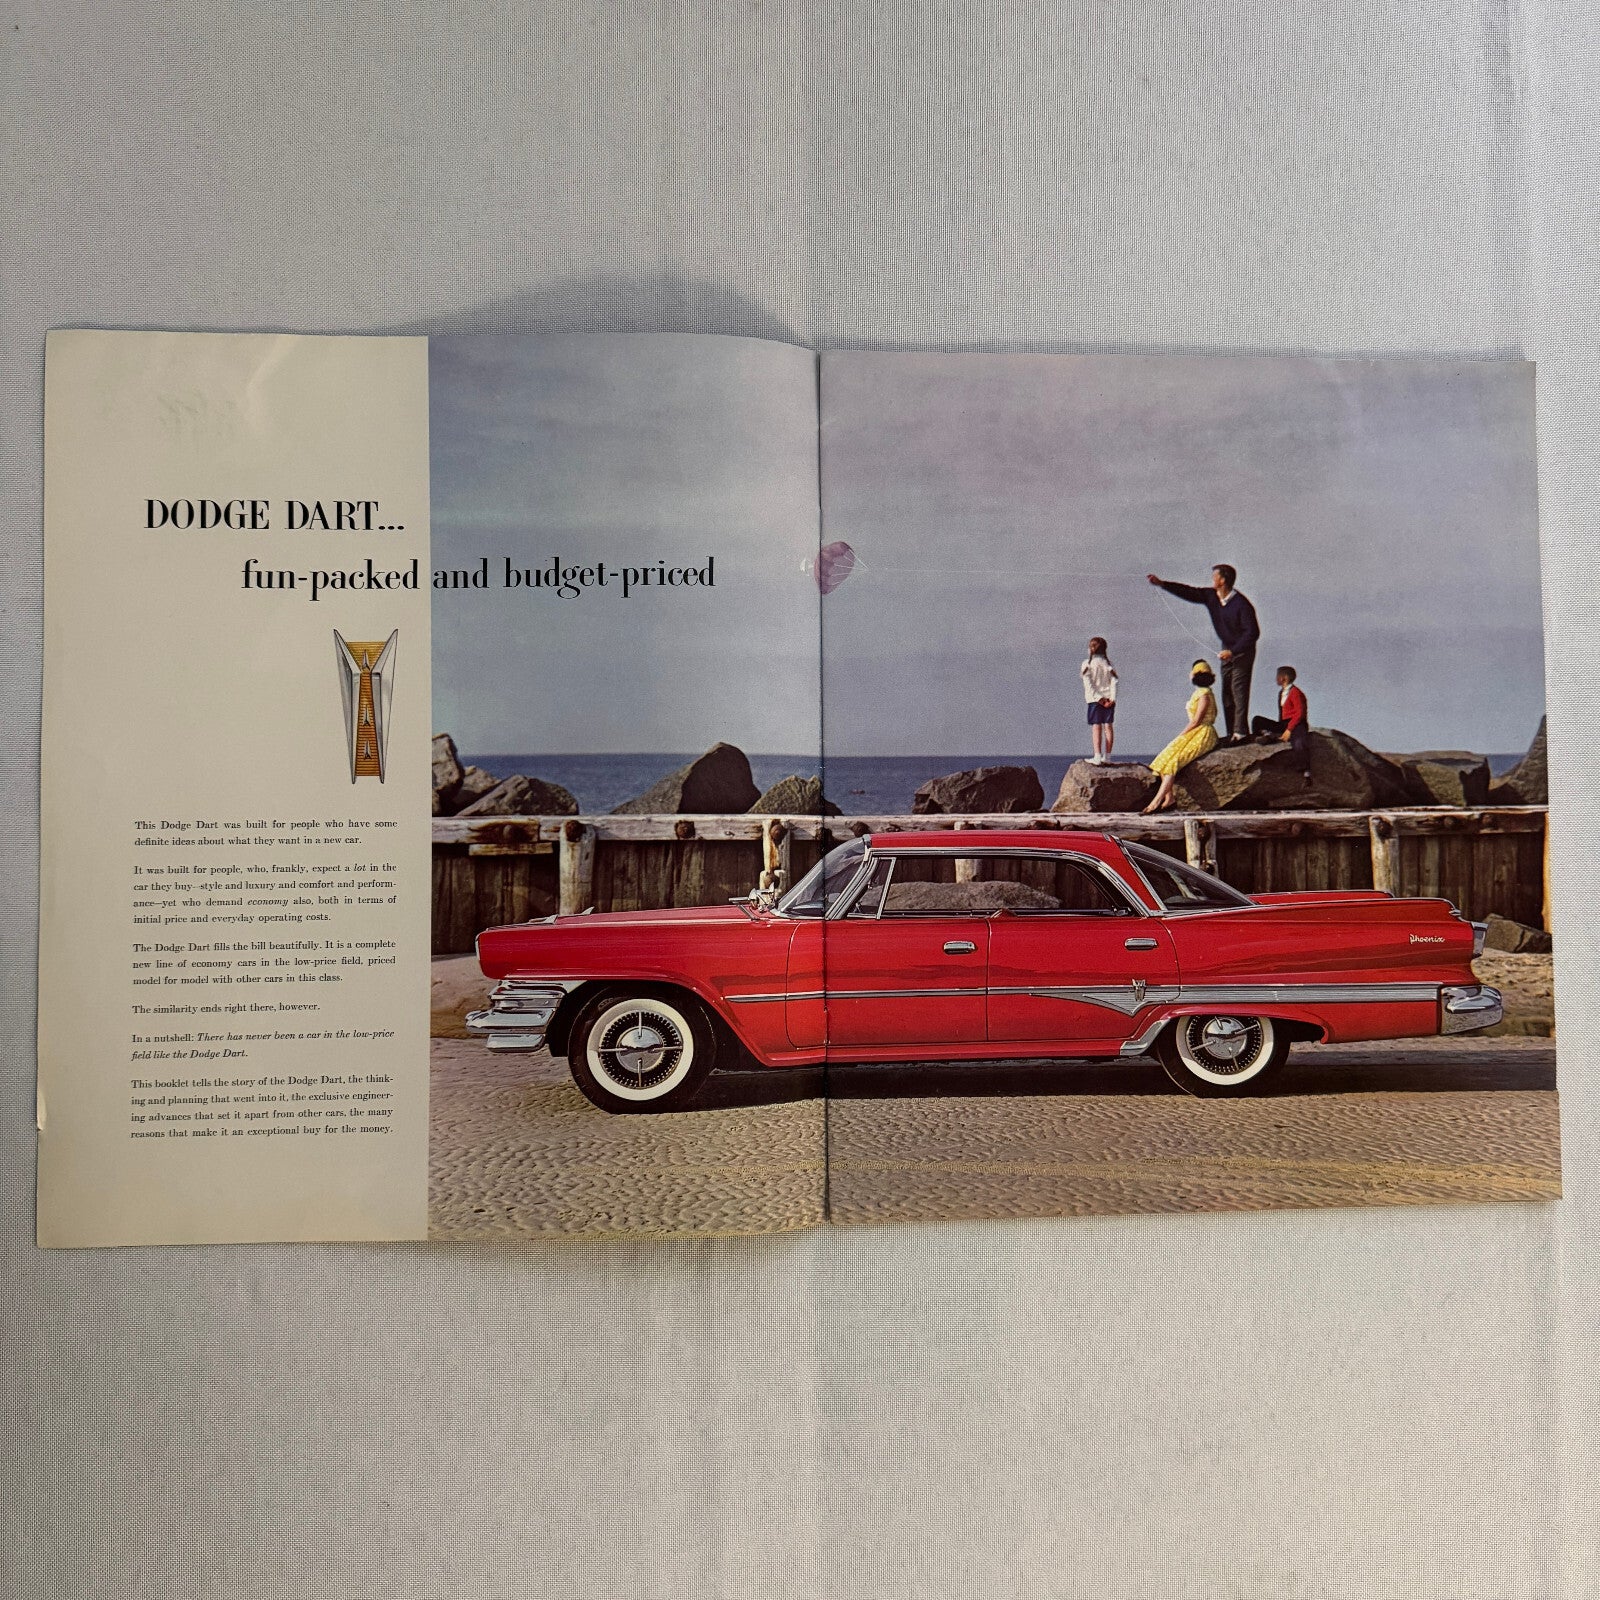 DODGE DART...
fun-packed and budget-priced
This Dodge Dart was built for people who have some
definite ideas about what they want in a new car.
It was built for people, who, frankly, expect a lot in the
car they buy--style and luxury and comfort and perform-
ance—yet who demand economy also, both in terms of
initial price and everyday operating costs.
The Dodge Dart fills the bill beautifully. It is a complete
new line of economy cars in the low-price field, priced
model for model with other cars in this class.
The similarity ends right there, however.
In a nutshell: There has never been a car in the low-price
field like the Dodge Dart.
This booklet tells the story of the Dodge Dart, the think-
ing and planning that went into it, the exclusive engineer-
ing advances that set it apart from other cars, the many
reasons that make it an exceptional buy for the money.
Phoenix